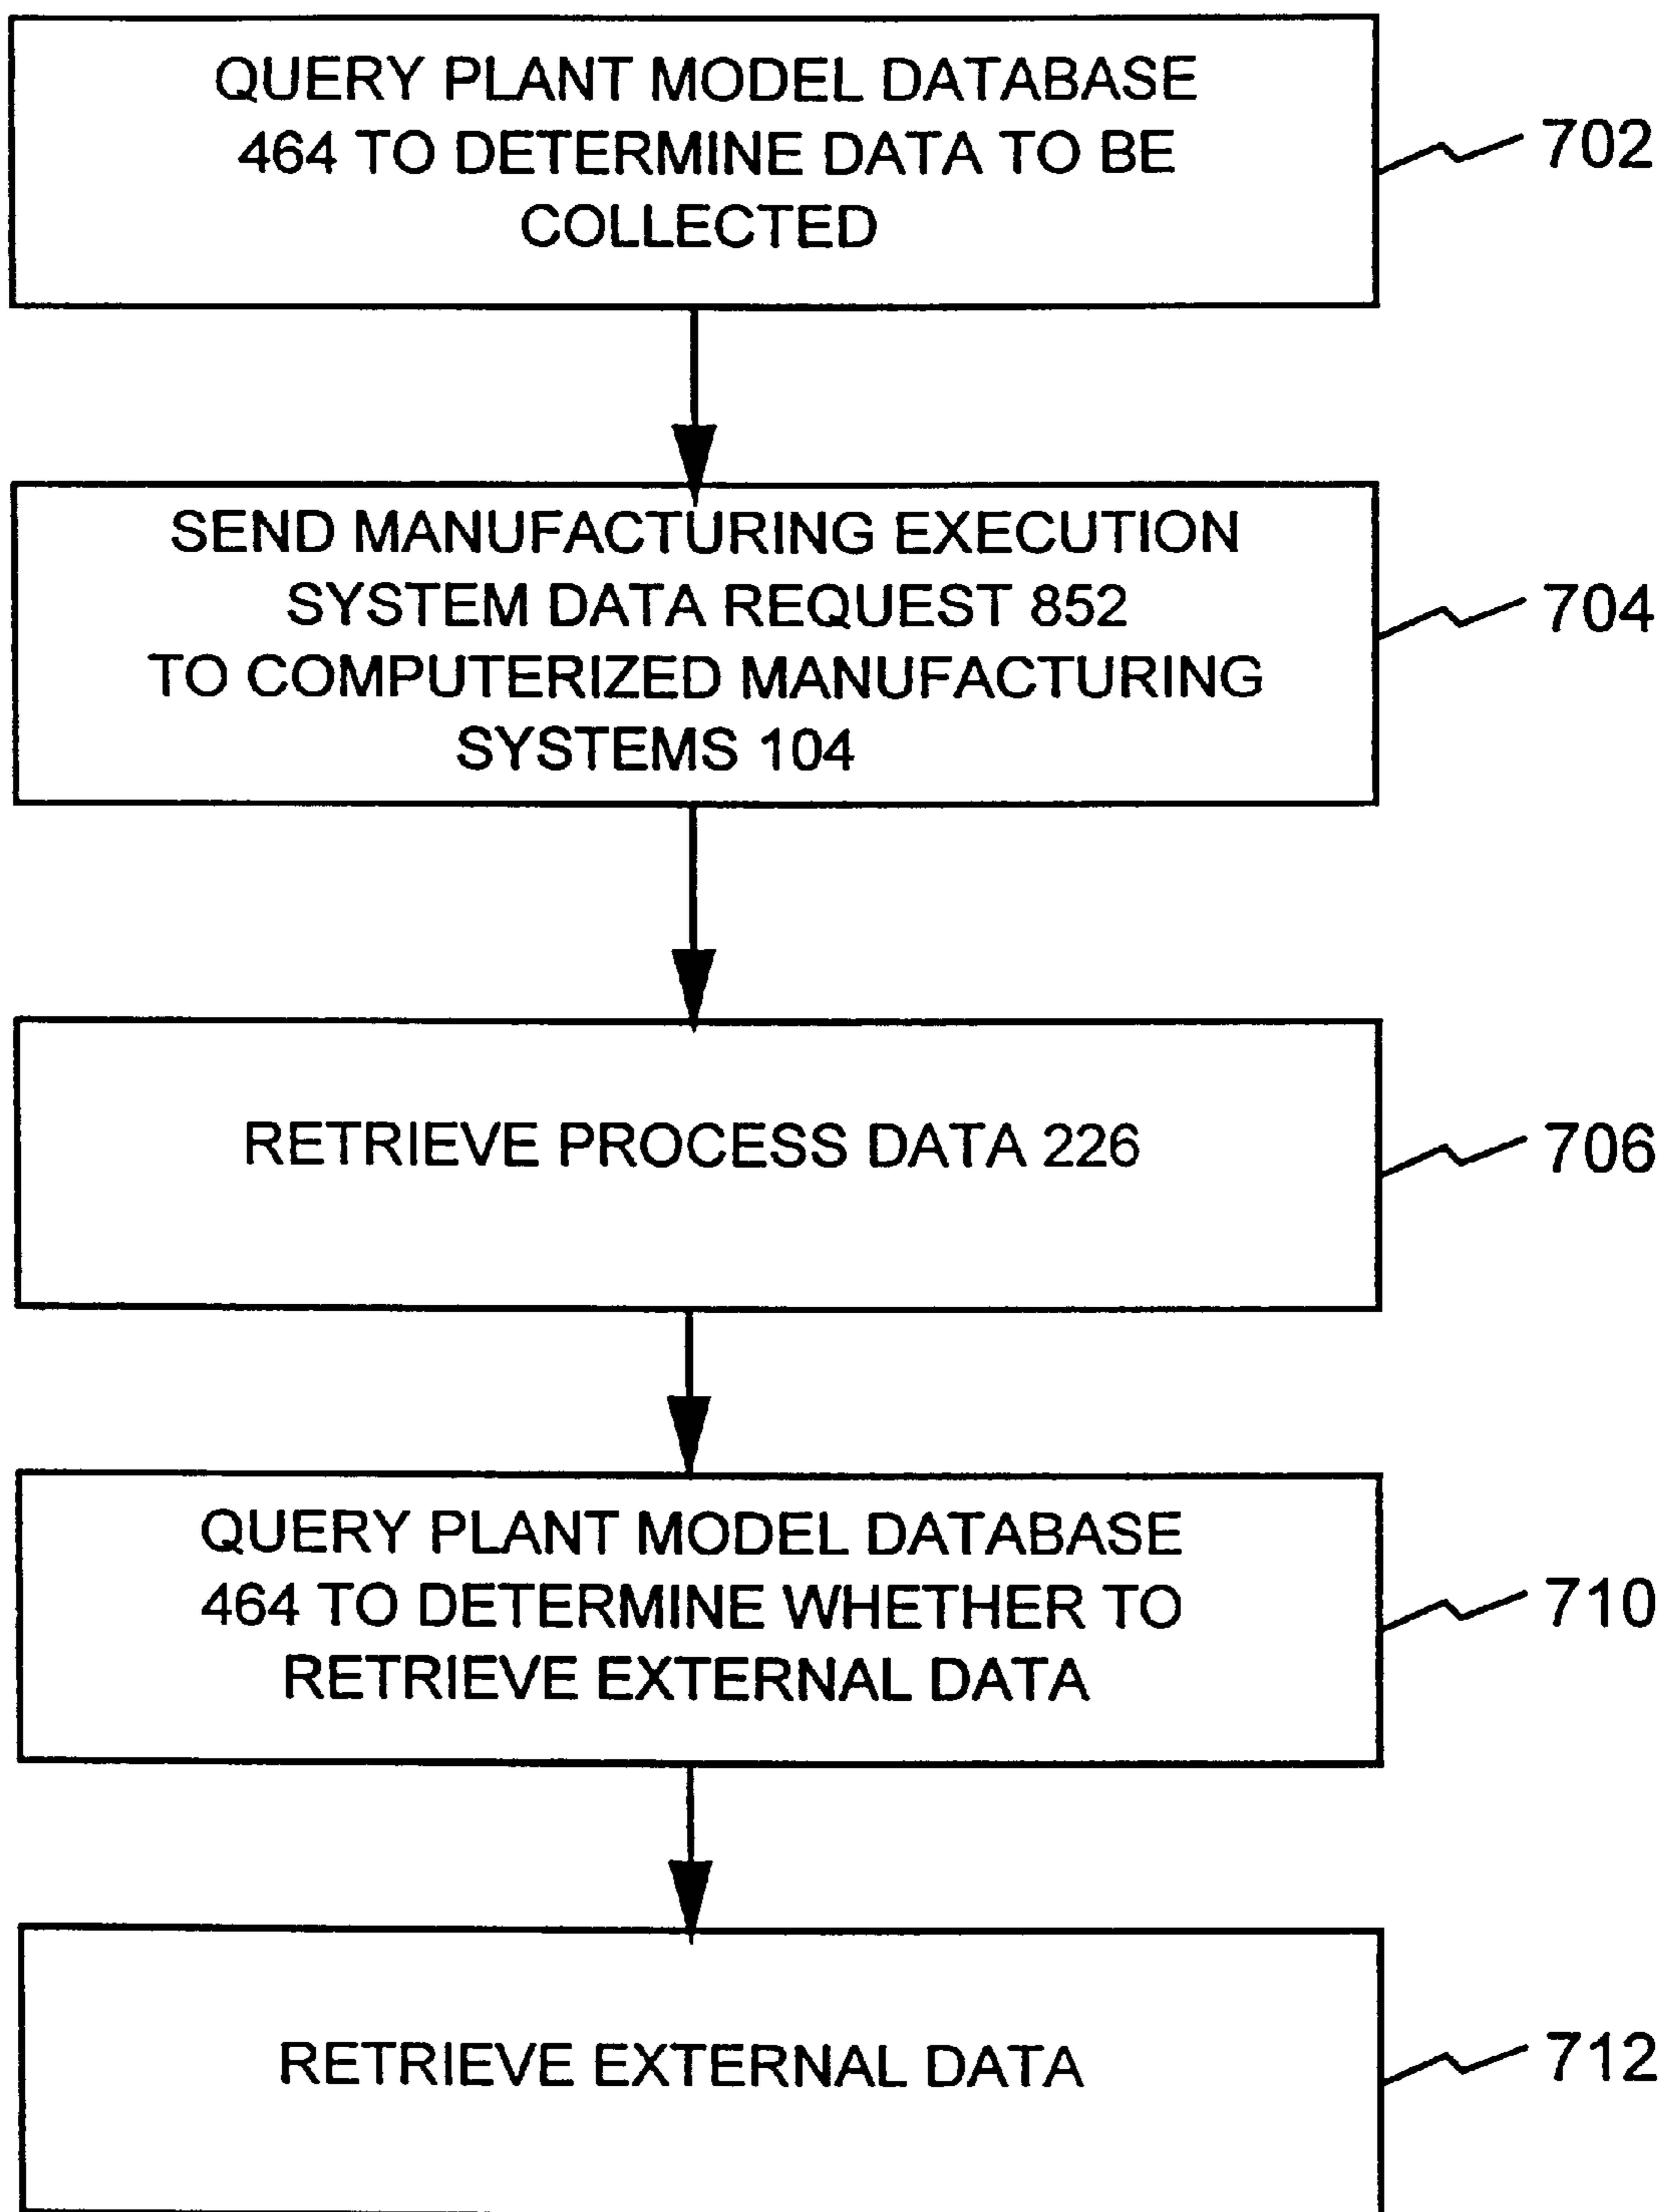 QUERY PLANT MODEL DATABASE
464 TO DETERMINE DATA TO BE
COLLECTED
702
SEND MANUFACTURING EXECUTION
SYSTEM DATA REQUEST 852
TO COMPUTERIZED MANUFACTURING
SYSTEMS 104
704
RETRIEVE PROCESS DATA 226
706
QUERY PLANT MODEL DATABASE
464 TO DETERMINE WHETHER TO
RETRIEVE EXTERNAL DATA
710
RETRIEVE EXTERNAL DATA
712